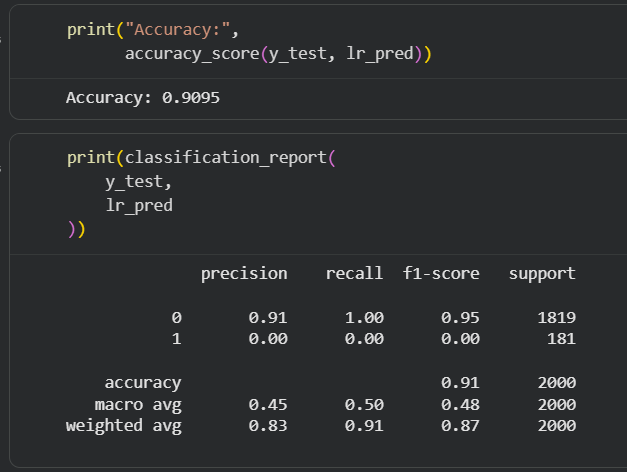 print("Accuracy:",
      accuracy_score(y_test, lr_pred))
Accuracy: 0.9095
print(classification_report(
    y_test,
    lr_pred
))
              precision    recall  f1-score   support

           0       0.91      1.00      0.95      1819
           1       0.00      0.00      0.00       181

    accuracy                           0.91      2000
   macro avg       0.45      0.50      0.48      2000
weighted avg       0.83      0.91      0.87      2000